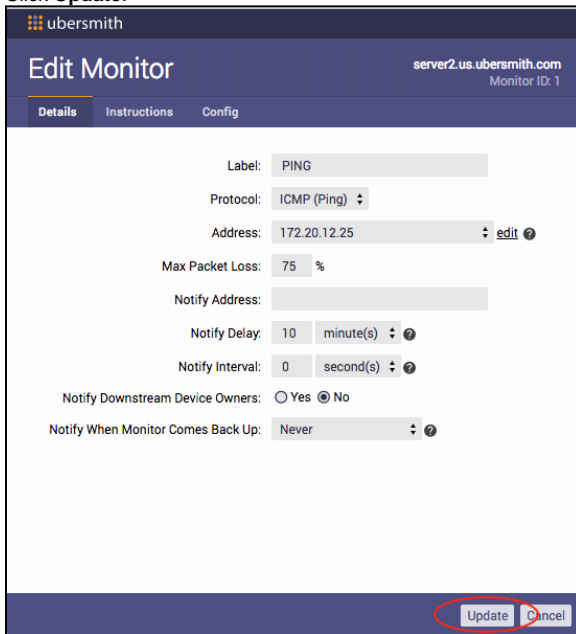 Click Update.
ubersmith
Edit Monitor
server2.us.ubersmith.com
Monitor ID: 1
Details Instructions Config
Label: PING
Protocol: ICMP (Ping)
Address: 172.20.12.25 edit ?
Max Packet Loss: 75 %
Notify Address:
Notify Delay: 10 minute(s) ?
Notify Interval: 0 second(s) ?
Notify Downstream Device Owners: Yes No
Notify When Monitor Comes Back Up: Never ?
Update Cancel